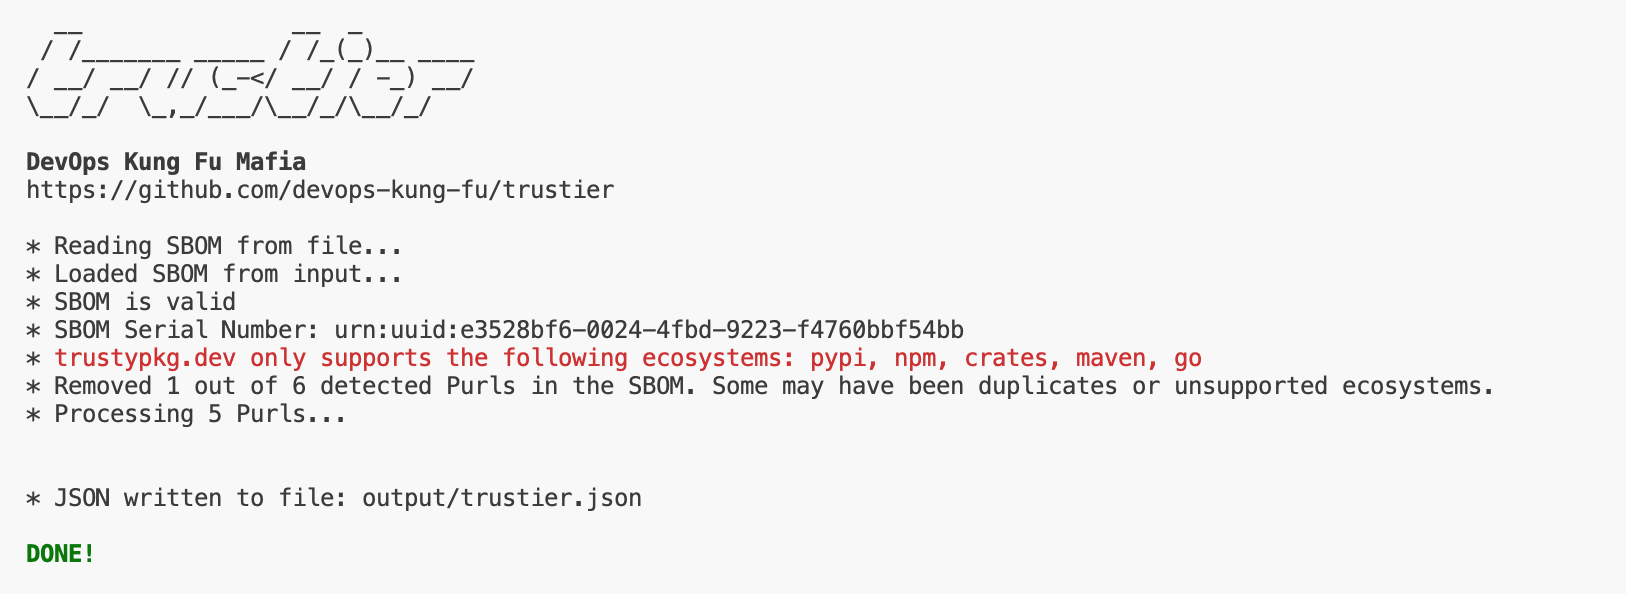 __               __  _
 / /_______ _____ / /_(_)__ ____
/ __/ __/ // (_-</ __/ / -_) __/
\__/_/  \_,_/___/\__/_/\__/_/
DevOps Kung Fu Mafia
https://github.com/devops-kung-fu/trustier
* Reading SBOM from file...
* Loaded SBOM from input...
* SBOM is valid
* SBOM Serial Number: urn:uuid:e3528bf6-0024-4fbd-9223-f4760bbf54bb
* trustypkg.dev only supports the following ecosystems: pypi, npm, crates, maven, go
* Removed 1 out of 6 detected Purls in the SBOM. Some may have been duplicates or unsupported ecosystems.
* Processing 5 Purls...
* JSON written to file: output/trustier.json
DONE!